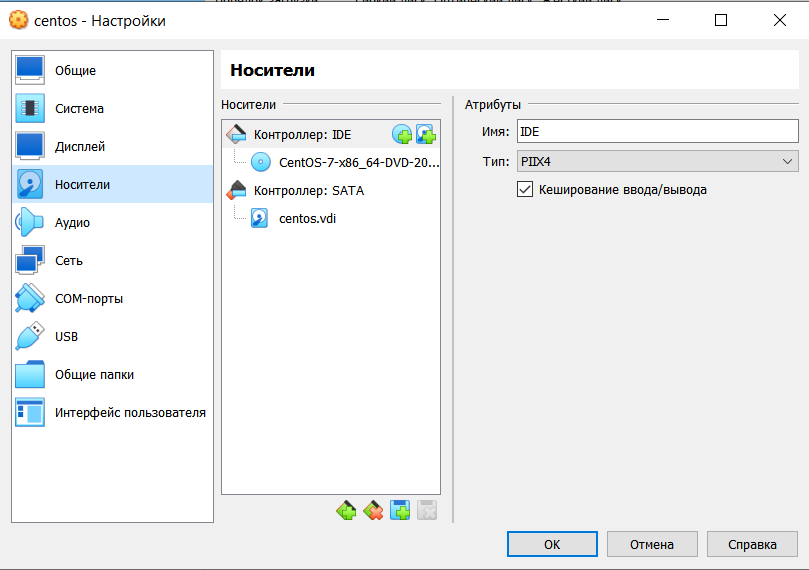 centos - Настройки
Общие
Система
Дисплей
Носители
Аудио
Сеть
COM-порты
USB
Общие папки
Интерфейс пользователя
Носители
Носители
Контроллер: IDE
CentOS-7-x86_64-DVD-20...
Контроллер: SATA
centos.vdi
Атрибуты
Имя: IDE
Тип: PIIX4
Кеширование ввода/вывода
OK
Отмена
Справка